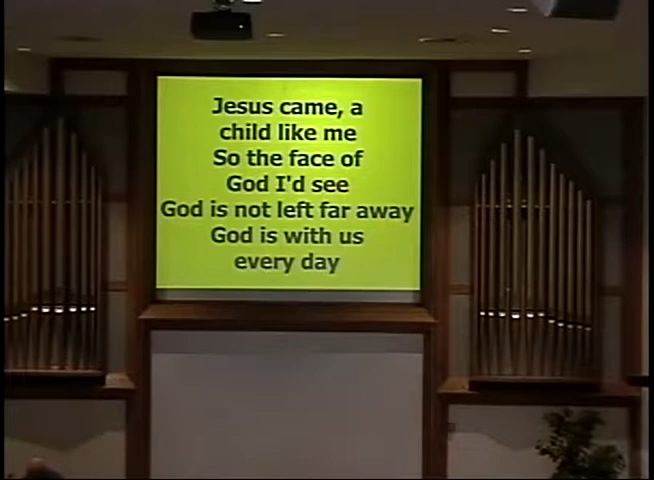 Jesus came, a
child like me
So the face of
God I'd see
God is not left far away
God is with us
every day